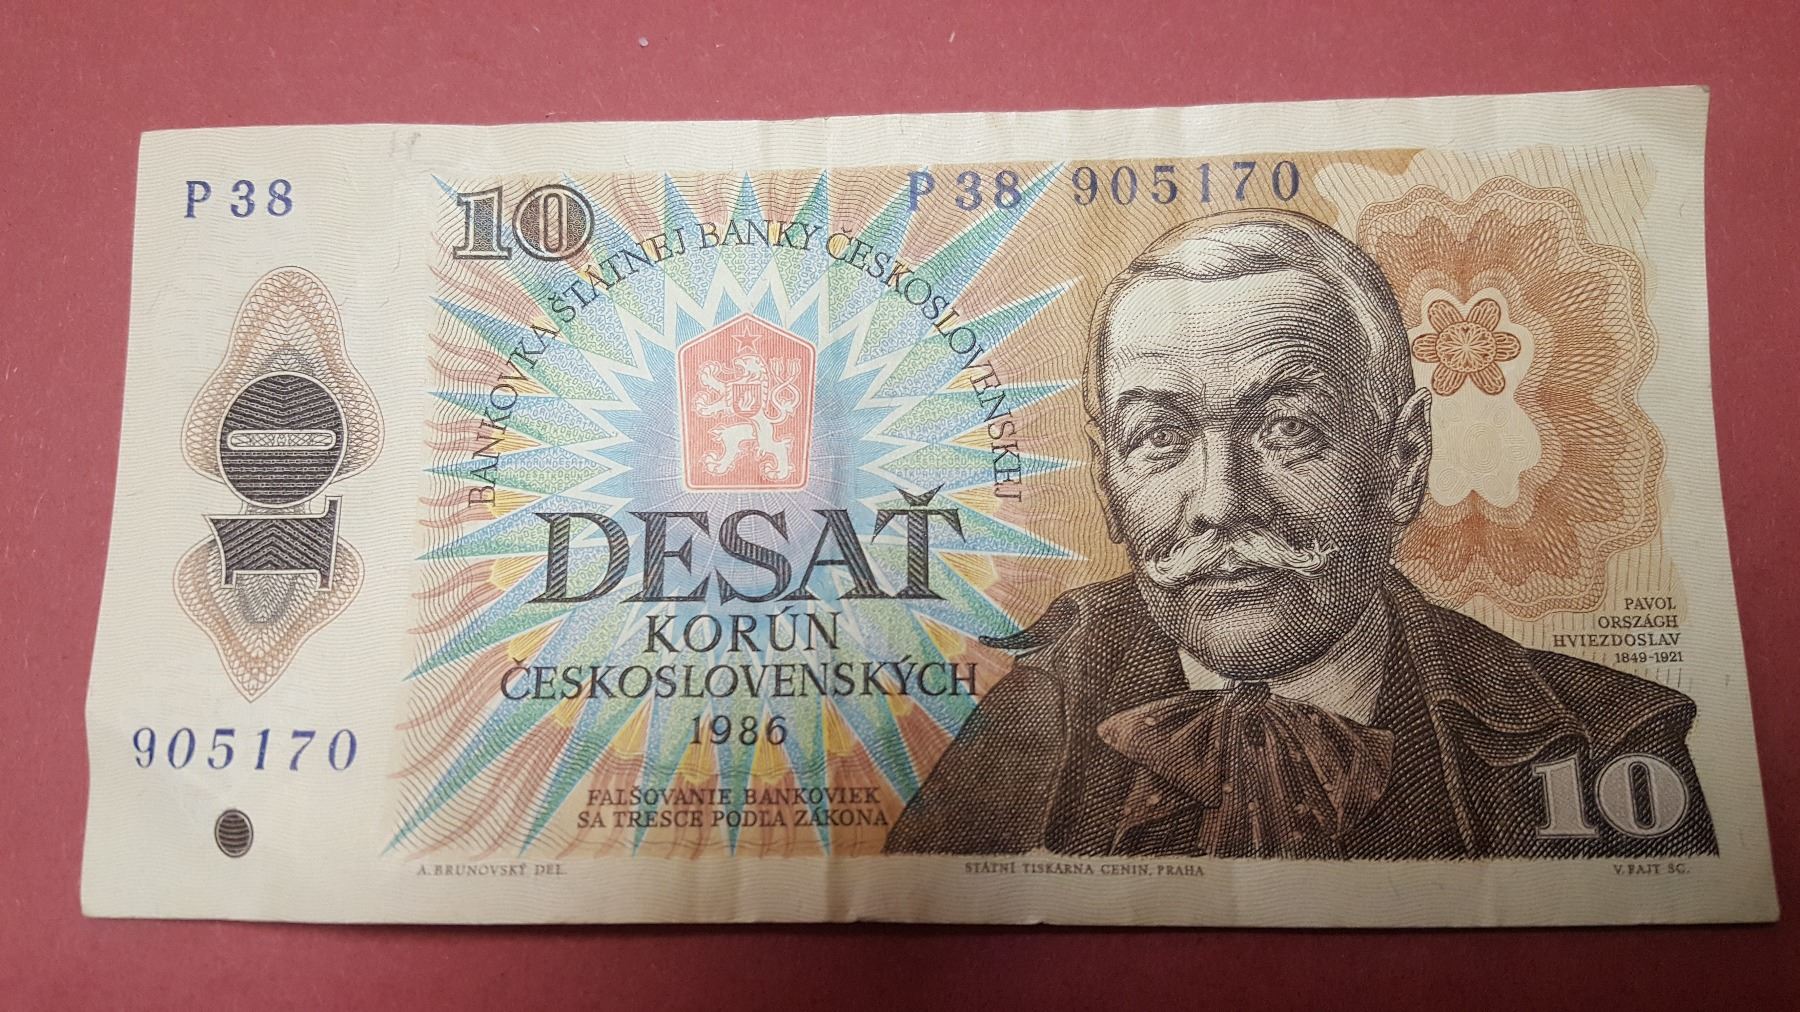 P 38
10
P 38 905170
BANKOVKA ŠTÁTNEJ BANKY ČESKOSLOVENSKEJ
10
DESAŤ
KORÚN
ČESKOSLOVENSKÝCH
1986
PAVOL
ORSZÁGH
HVIEZDOSLAV
1849-1921
905170
10
FALŠOVANIE BANKOVIEK
SA TRESCE PODĽA ZÁKONA
A. BRUNOVSKÝ DEL.
STÁTNÍ TISKÁRNA CENIN, PRAHA
V. FAJT SC.